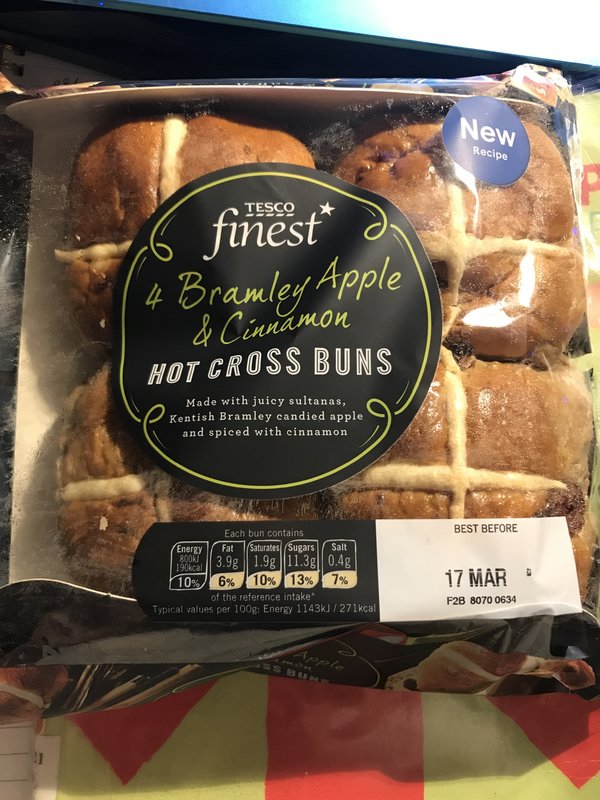 New
Recipe
TESCO
finest
4 Bramley Apple
& Cinnamon
HOT CROSS BUNS
Made with juicy sultanas,
Kentish Bramley candied apple
and spiced with cinnamon
Each bun contains
Energy Fat Saturates Sugars Salt
800kJ 3.9g 1.9g 11.3g 0.4g
190kcal
10% 6% 10% 13% 7%
of the reference intake*
Typical values per 100g: Energy 1143kJ / 271kcal
BEST BEFORE
17 MAR
F2B 8070 0634
Apple